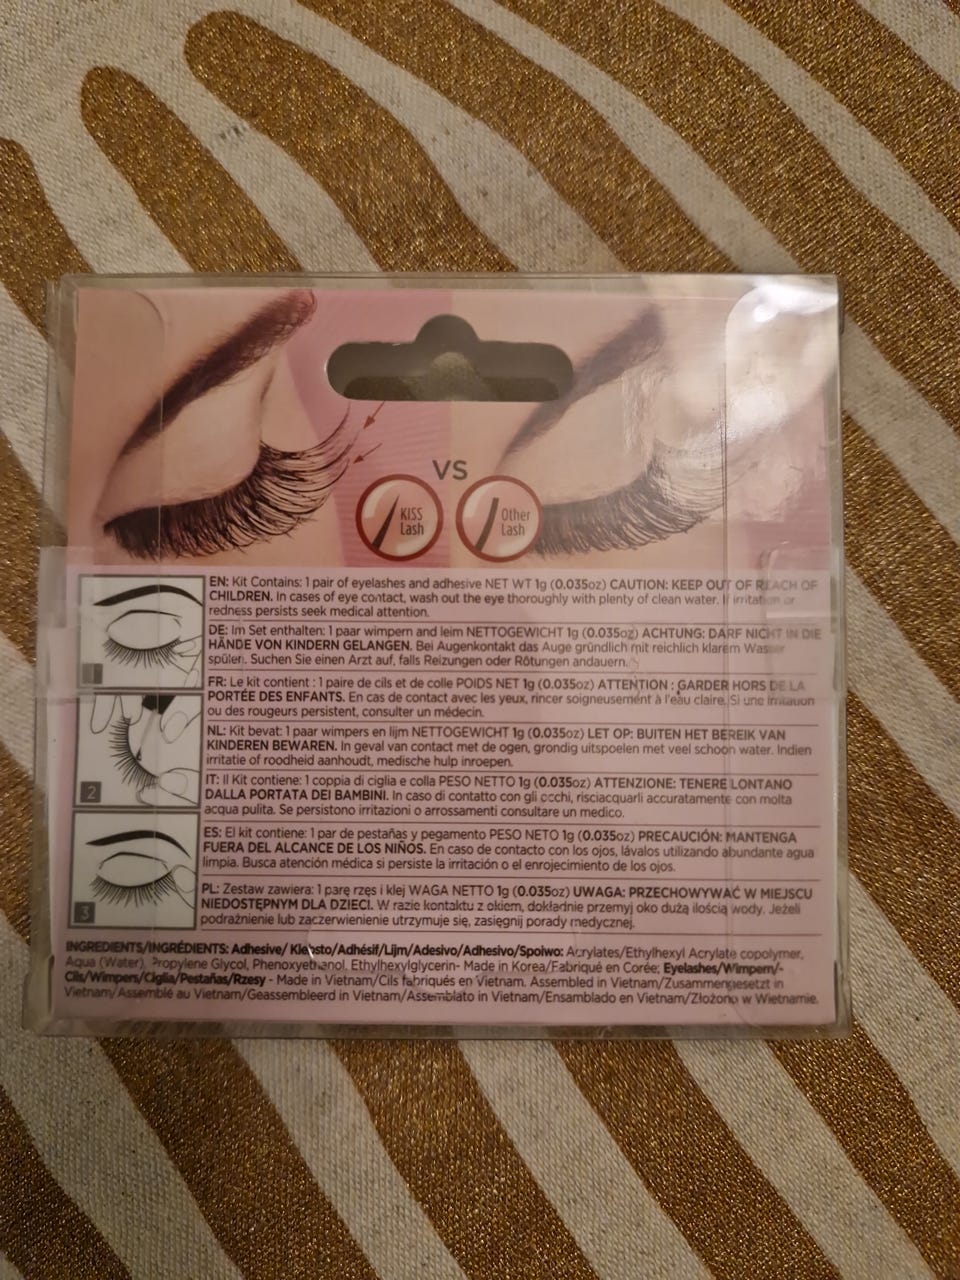 VS
KISS
Lash
Other
Lash
1
EN: Kit Contains: 1 pair of eyelashes and adhesive NET WT 1g (0.035oz) CAUTION: KEEP OUT OF REACH OF
CHILDREN. In cases of eye contact, wash out the eye thoroughly with plenty of clean water. If irritation or
redness persists seek medical attention.
DE: Im Set enthalten: 1 paar wimpern and leim NETTOGEWICHT 1g (0.035oz) ACHTUNG: DARF NICHT IN DIE
HÄNDE VON KINDERN GELANGEN. Bei Augenkontakt das Auge gründlich mit reichlich klarem Wasser
spülen. Suchen Sie einen Arzt auf, falls Reizungen oder Rötungen andauern.
FR: Le kit contient : 1 paire de cils et de colle POIDS NET 1g (0.035oz) ATTENTION : GARDER HORS DE LA
PORTÉE DES ENFANTS. En cas de contact avec les yeux, rincer soigneusement à l'eau claire. Si une irritation
ou des rougeurs persistent, consulter un médecin.
2
NL: Kit bevat: 1 paar wimpers en lijm NETTOGEWICHT 1g (0.035oz) LET OP: BUITEN HET BEREIK VAN
KINDEREN BEWAREN. In geval van contact met de ogen, grondig uitspoelen met veel schoon water. Indien
irritatie of roodheid aanhoudt, medische hulp inroepen.
IT: Il Kit contiene: 1 coppia di ciglia e colla PESO NETTO 1g (0.035oz) ATTENZIONE: TENERE LONTANO
DALLA PORTATA DEI BAMBINI. In caso di contatto con gli occhi, risciacquarli accuratamente con molta
acqua pulita. Se persistono irritazioni o arrossamenti consultare un medico.
3
ES: El kit contiene: 1 par de pestañas y pegamento PESO NETO 1g (0.035oz) PRECAUCIÓN: MANTENGA
FUERA DEL ALCANCE DE LOS NIÑOS. En caso de contacto con los ojos, lávalos utilizando abundante agua
limpia. Busca atención médica si persiste la irritación o el enrojecimiento de los ojos.
PL: Zestaw zawiera: 1 parę rzęs i klej WAGA NETTO 1g (0.035oz) UWAGA: PRZECHOWYWAĆ W MIEJSCU
NIEDOSTĘPNYM DLA DZIECI. W razie kontaktu z okiem, dokładnie przemyj oko dużą ilością wody. Jeżeli
podrażnienie lub zaczerwienienie utrzymuje się, zasięgnij porady medycznej.
INGREDIENTS/INGRÉDIENTS: Adhesive/ Klebsto/Adhésif/Lijm/Adesivo/Adhesivo/Spoiwo: Acrylates/Ethylhexyl Acrylate copolymer,
Aqua (Water), Propylene Glycol, Phenoxyethanol, Ethylhexylglycerin- Made in Korea/Fabriqué en Corée; Eyelashes/Wimpern/-
Cils/Wimpers/Ciglia/Pestañas/Rzesy - Made in Vietnam/Cils fabriqués en Vietnam. Assembled in Vietnam/Zusammengesetzt in
Vietnam/Assemblé au Vietnam/Geassembleerd in Vietnam/Assemblato in Vietnam/Ensamblado en Vietnam/Złożono w Wietnamie.